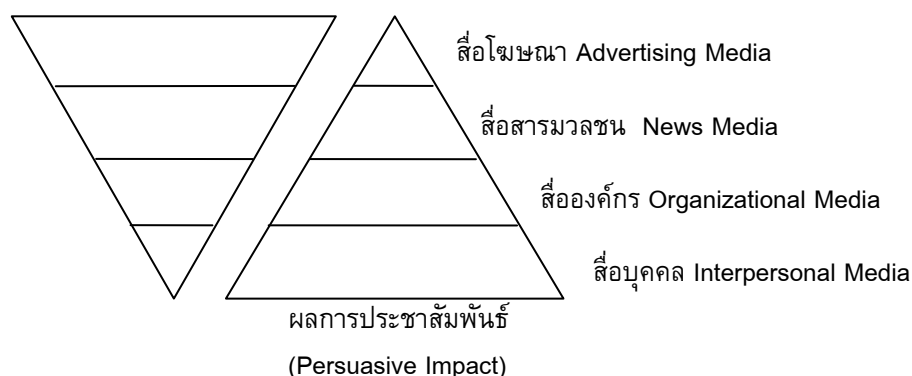 สื่อโฆษณา Advertising Media
สื่อสารมวลชน News Media
สื่อองค์กร Organizational Media
สื่อบุคคล Interpersonal Media
ผลการประชาสัมพันธ์
(Persuasive Impact)